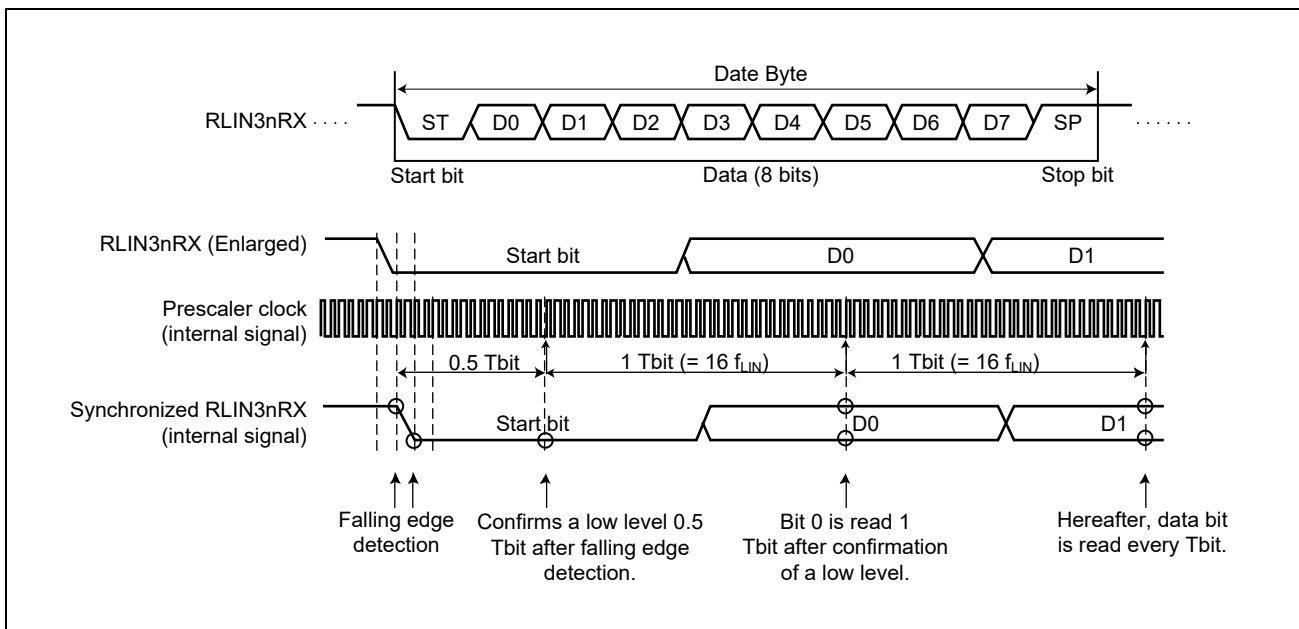 Date Byte
RLIN3nRX · · · · ST D0 D1 D2 D3 D4 D5 D6 D7 SP · · · · · ·
Start bit Data (8 bits) Stop bit
RLIN3nRX (Enlarged) Start bit D0 D1
Prescaler clock
(internal signal)
0.5 Tbit 1 Tbit (= 16 fLIN) 1 Tbit (= 16 fLIN)
Synchronized RLIN3nRX
(internal signal)
Start bit D0 D1
Falling edge
detection
Confirms a low level 0.5
Tbit after falling edge
detection.
Bit 0 is read 1
Tbit after confirmation
of a low level.
Hereafter, data bit
is read every Tbit.